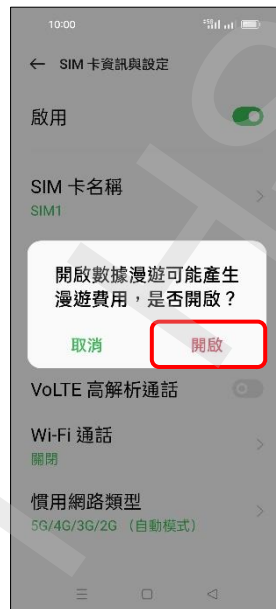 10:00
SIM 卡資訊與設定
啟用
SIM 卡名稱
SIM1
開啟數據漫遊可能產生
漫遊費用，是否開啟？
取消
開啟
VoLTE 高解析通話
Wi-Fi 通話
關閉
慣用網路類型
5G/4G/3G/2G （自動模式）